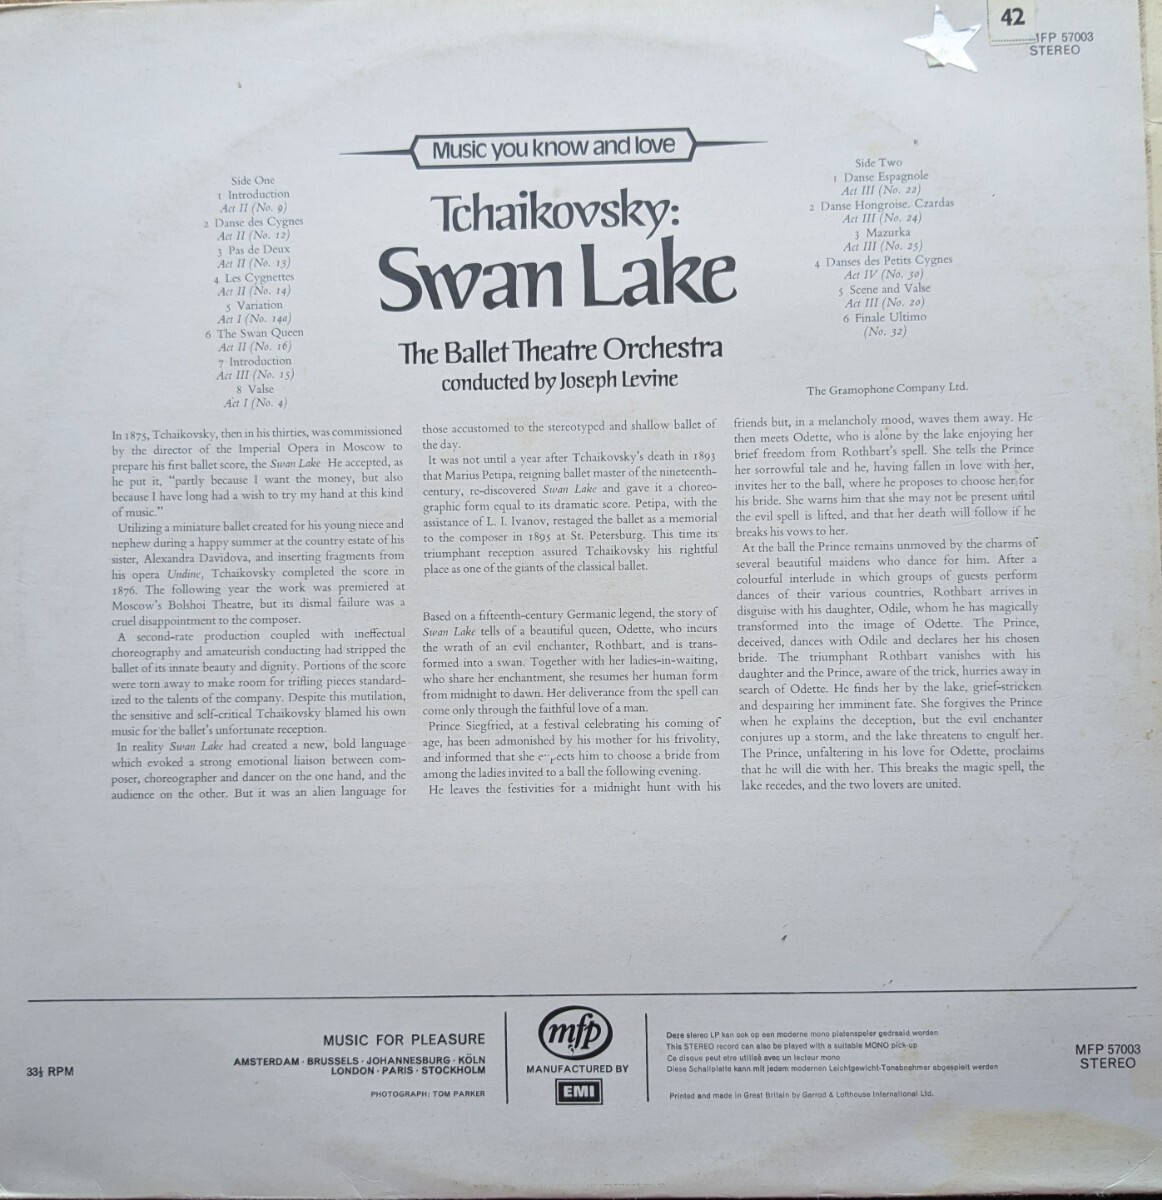 42
MFP 57003
STEREO
Music you know and love
Tchaikovsky:
Swan Lake
The Ballet Theatre Orchestra
conducted by Joseph Levine
Side One
1 Introduction
Act II (No. 9)
2 Danse des Cygnes
Act II (No. 12)
3 Pas de Deux
Act II (No. 13)
4 Les Cygnettes
Act II (No. 14)
5 Variation
Act I (No. 14a)
6 The Swan Queen
Act II (No. 16)
7 Introduction
Act III (No. 15)
8 Valse
Act I (No. 4)
Side Two
1 Danse Espagnole
Act III (No. 22)
2 Danse Hongroise. Czardas
Act III (No. 24)
3 Mazurka
Act III (No. 25)
4 Danses des Petits Cygnes
Act IV (No. 30)
5 Scene and Valse
Act III (No. 20)
6 Finale Ultimo
(No. 32)
The Gramophone Company Ltd.
In 1875, Tchaikovsky, then in his thirties, was commissioned
by the director of the Imperial Opera in Moscow to
prepare his first ballet score, the Swan Lake He accepted, as
he put it, "partly because I want the money, but also
because I have long had a wish to try my hand at this kind
of music."
Utilizing a miniature ballet created for his young niece and
nephew during a happy summer at the country estate of his
sister, Alexandra Davidova, and inserting fragments from
his opera Undine, Tchaikovsky completed the score in
1876. The following year the work was premiered at
Moscow's Bolshoi Theatre, but its dismal failure was a
cruel disappointment to the composer.
A second-rate production coupled with ineffectual
choreography and amateurish conducting had stripped the
ballet of its innate beauty and dignity. Portions of the score
were torn away to make room for trifling pieces standard-
ized to the talents of the company. Despite this mutilation,
the sensitive and self-critical Tchaikovsky blamed his own
music for the ballet's unfortunate reception.
In reality Swan Lake had created a new, bold language
which evoked a strong emotional liaison between com-
poser, choreographer and dancer on the one hand, and the
audience on the other. But it was an alien language for
those accustomed to the stereotyped and shallow ballet of
the day.
It was not until a year after Tchaikovsky's death in 1893
that Marius Petipa, reigning ballet master of the nineteenth-
century, re-discovered Swan Lake and gave it a choreo-
graphic form equal to its dramatic score. Petipa, with the
assistance of L. I. Ivanov, restaged the ballet as a memorial
to the composer in 1895 at St. Petersburg. This time its
triumphant reception assured Tchaikovsky his rightful
place as one of the giants of the classical ballet.
Based on a fifteenth-century Germanic legend, the story of
Swan Lake tells of a beautiful queen, Odette, who incurs
the wrath of an evil enchanter, Rothbart, and is trans-
formed into a swan. Together with her ladies-in-waiting,
who share her enchantment, she resumes her human form
from midnight to dawn. Her deliverance from the spell can
come only through the faithful love of a man.
Prince Siegfried, at a festival celebrating his coming of
age, has been admonished by his mother for his frivolity,
and informed that she expects him to choose a bride from
among the ladies invited to a ball the following evening.
He leaves the festivities for a midnight hunt with his
friends but, in a melancholy mood, waves them away. He
then meets Odette, who is alone by the lake enjoying her
brief freedom from Rothbart's spell. She tells the Prince
her sorrowful tale and he, having fallen in love with her,
invites her to the ball, where he proposes to choose her for
his bride. She warns him that she may not be present until
the evil spell is lifted, and that her death will follow if he
breaks his vows to her.
At the ball the Prince remains unmoved by the charms of
several beautiful maidens who dance for him. After a
colourful interlude in which groups of guests perform
dances of their various countries, Rothbart arrives in
disguise with his daughter, Odile, whom he has magically
transformed into the image of Odette. The Prince,
deceived, dances with Odile and declares her his chosen
bride. The triumphant Rothbart vanishes with his
daughter and the Prince, aware of the trick, hurries away in
search of Odette. He finds her by the lake, grief-stricken
and despairing her imminent fate. She forgives the Prince
when he explains the deception, but the evil enchanter
conjures up a storm, and the lake threatens to engulf her.
The Prince, unfaltering in his love for Odette, proclaims
that he will die with her. This breaks the magic spell, the
lake recedes, and the two lovers are united.
33⅓ RPM
MUSIC FOR PLEASURE
AMSTERDAM · BRUSSELS · JOHANNESBURG · KÖLN
LONDON · PARIS · STOCKHOLM
PHOTOGRAPH: TOM PARKER
mfp
MANUFACTURED BY
EMI
Deze stereo LP kan ook op een moderne mono platenspeler gedraaid worden
This STEREO record can also be played with a suitable MONO pick-up
Ce disque peut etre utilisé avec un lecteur mono
Diese Schallplatte kann mit jedem modernen Leichtgewicht-Tonabnehmer abgespielt werden
Printed and made in Great Britain by Garrod & Lofthouse International Ltd.
MFP 57003
STEREO